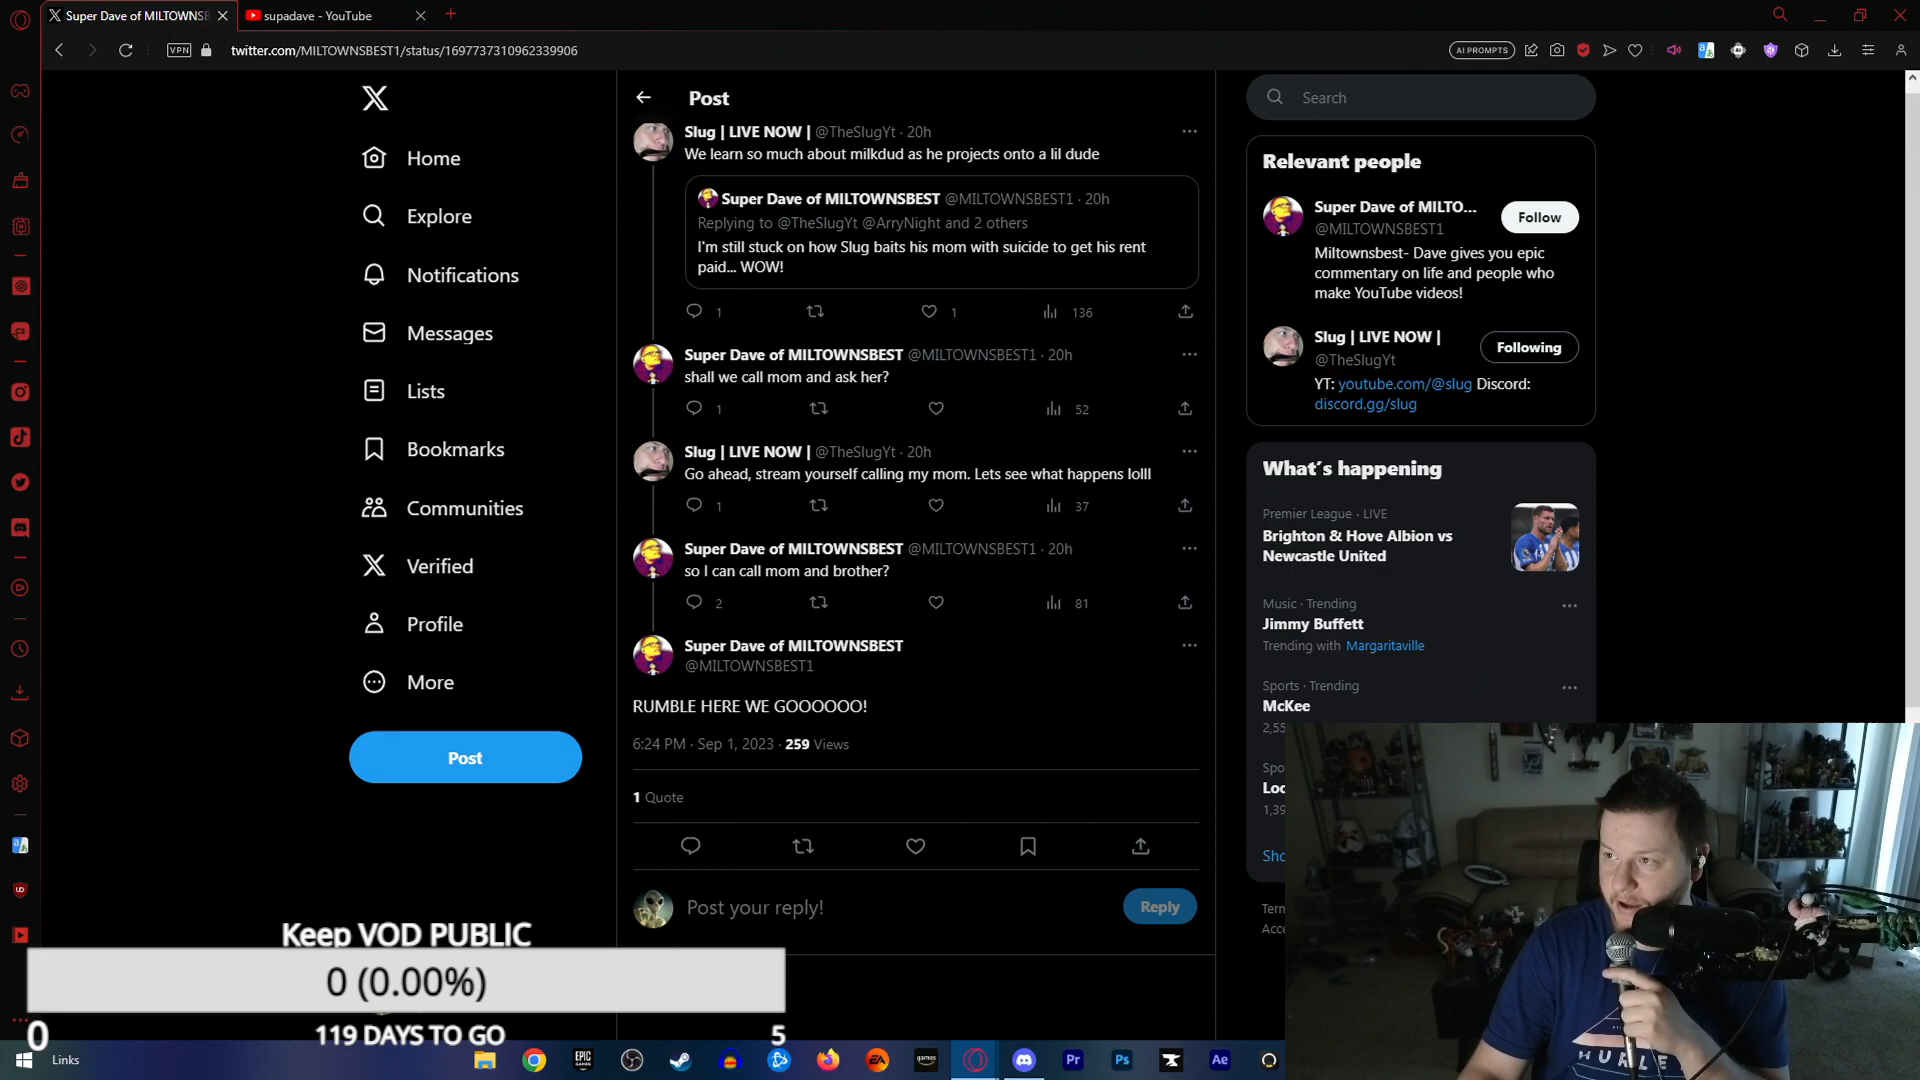 Super Dave of MILTOWNSB
supadave - YouTube
VPN
twitter.com/MILTOWNSBEST1/status/1697737310962339906
AI PROMPTS
Home
Explore
Notifications
Messages
Lists
Bookmarks
Communities
Verified
Profile
More
Post
Post
Slug | LIVE NOW | @TheSlugYt · 20h
We learn so much about milkdud as he projects onto a lil dude
Super Dave of MILTOWNSBEST @MILTOWNSBEST1 · 20h
Replying to @TheSlugYt @ArryNight and 2 others
I'm still stuck on how Slug baits his mom with suicide to get his rent
paid... WOW!
1 1 136
Super Dave of MILTOWNSBEST @MILTOWNSBEST1 · 20h
shall we call mom and ask her?
1 52
Slug | LIVE NOW | @TheSlugYt · 20h
Go ahead, stream yourself calling my mom. Lets see what happens lolll
1 37
Super Dave of MILTOWNSBEST @MILTOWNSBEST1 · 20h
so I can call mom and brother?
2 81
Super Dave of MILTOWNSBEST
@MILTOWNSBEST1
RUMBLE HERE WE GOOOOOO!
6:24 PM · Sep 1, 2023 · 259 Views
1 Quote
Post your reply!
Reply
Search
Relevant people
Super Dave of MILTO...
@MILTOWNSBEST1
Follow
Miltownsbest- Dave gives you epic
commentary on life and people who
make YouTube videos!
Slug | LIVE NOW |
@TheSlugYt
Following
YT: youtube.com/@slug Discord:
discord.gg/slug
What's happening
Premier League · LIVE
Brighton & Hove Albion vs
Newcastle United
Music · Trending
Jimmy Buffett
Trending with Margaritaville
Sports · Trending
McKee
2,55
Spo
Loc
1,39
Sho
Term
Acce
Keep VOD PUBLIC
0 (0.00%)
0
119 DAYS TO GO
5
Links
EPIC GAMES
EA
games
Pr
Ps
Ae
HURLE